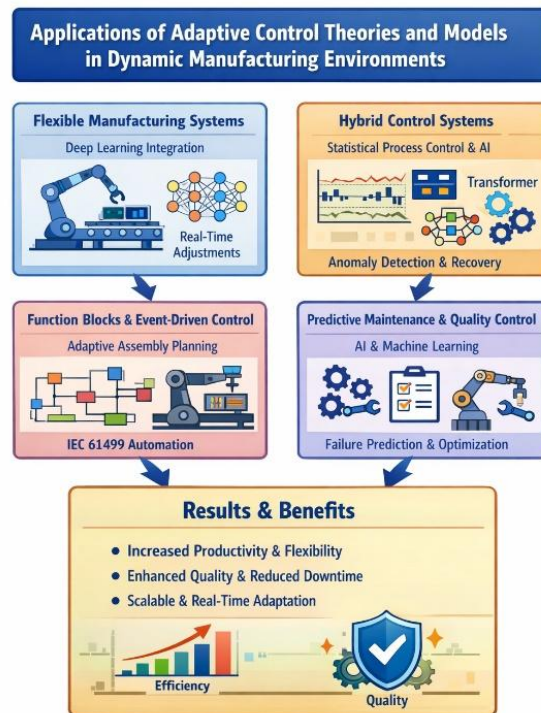 Applications of Adaptive Control Theories and Models
in Dynamic Manufacturing Environments
Flexible Manufacturing Systems
Deep Learning Integration
Real-Time
Adjustments
Hybrid Control Systems
Statistical Process Control & AI
Transformer
Anomaly Detection & Recovery
Function Blocks & Event-Driven Control
Adaptive Assembly Planning
IEC 61499 Automation
Predictive Maintenance & Quality Control
AI & Machine Learning
Failure Prediction & Optimization
Results & Benefits
• Increased Productivity & Flexibility
• Enhanced Quality & Reduced Downtime
• Scalable & Real-Time Adaptation
Efficiency
Quality